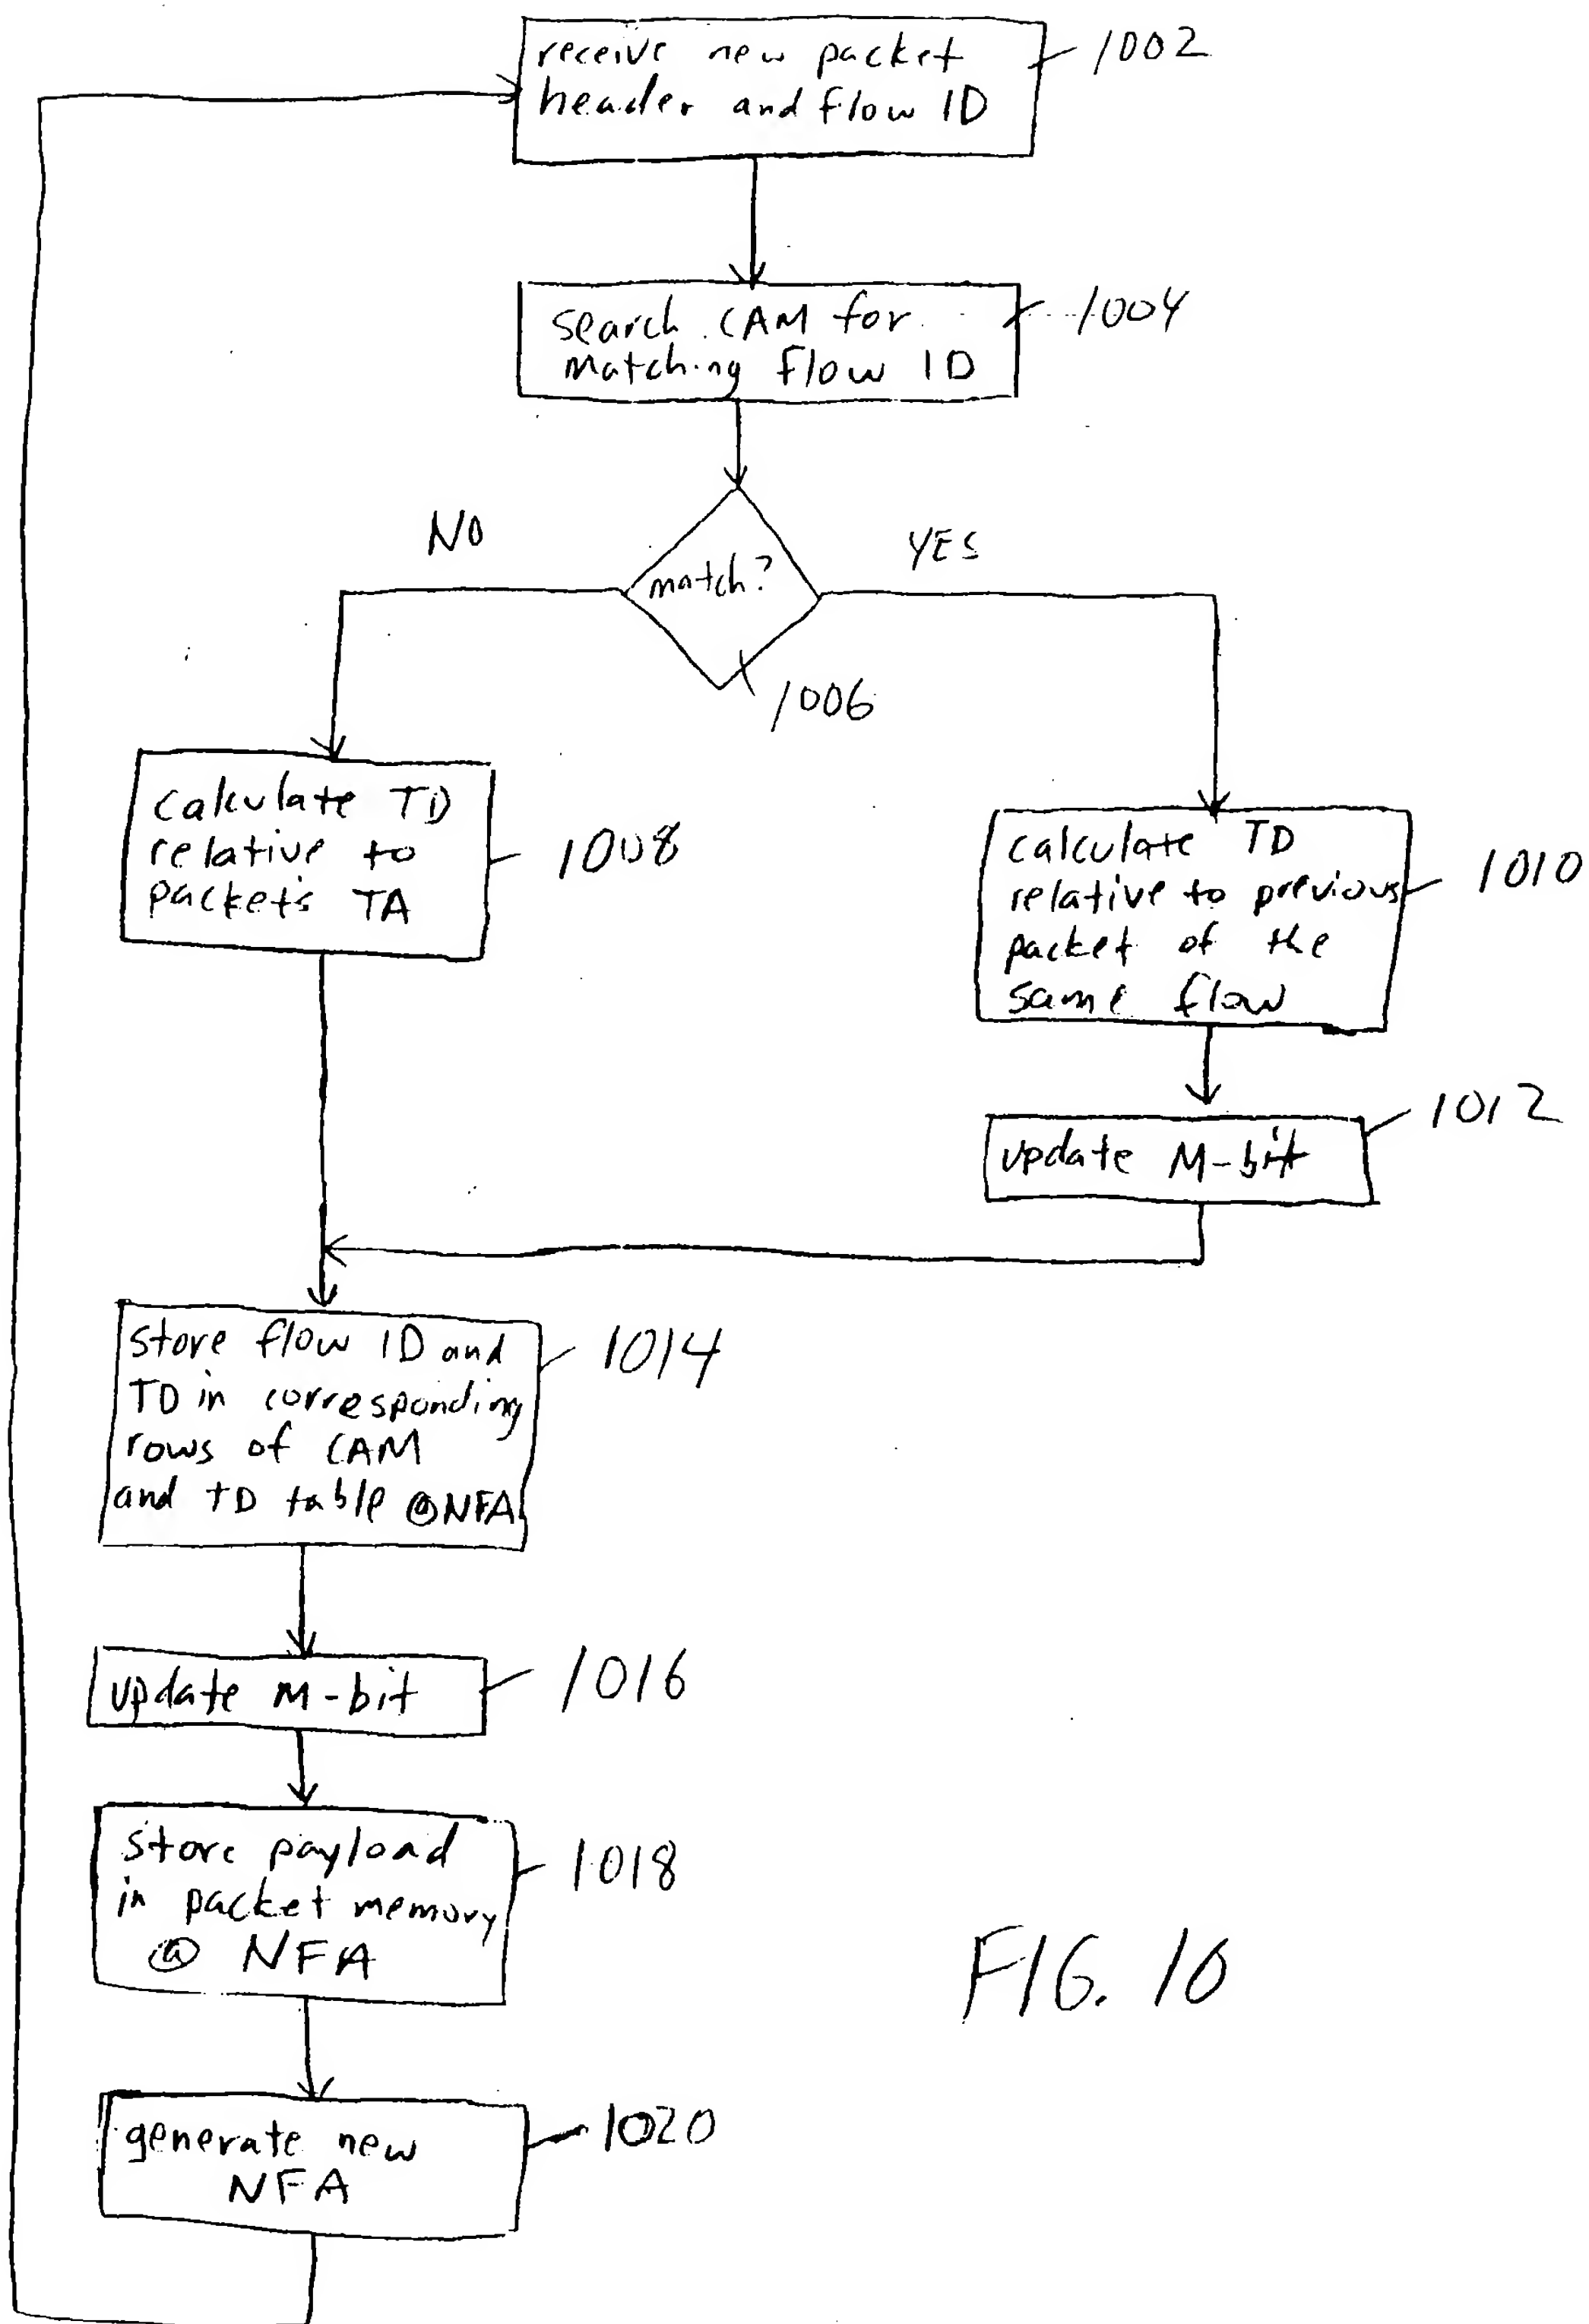 receive new packet
header and flow ID
1002
search CAM for
matching flow ID
1004
NO
match?
YES
1006
calculate TD
relative to
packet's TA
1008
calculate TD
relative to previous
packet of the
same flow
1010
update M-bit
1012
store flow ID and
TD in corresponding
rows of CAM
and TD table @NFA
1014
update M-bit
1016
store payload
in packet memory
@ NFA
1018
generate new
NFA
1020
FIG. 10